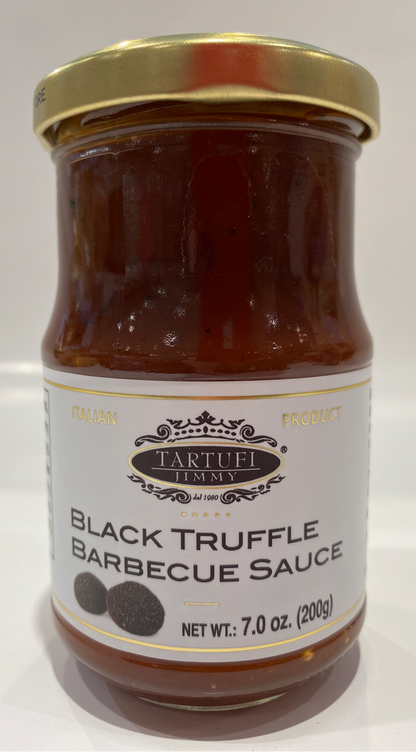 ITALIAN PRODUCT
TARTUFI®
JIMMY
dal 1980
BLACK TRUFFLE
BARBECUE SAUCE
NET WT.: 7.0 oz. (200g)